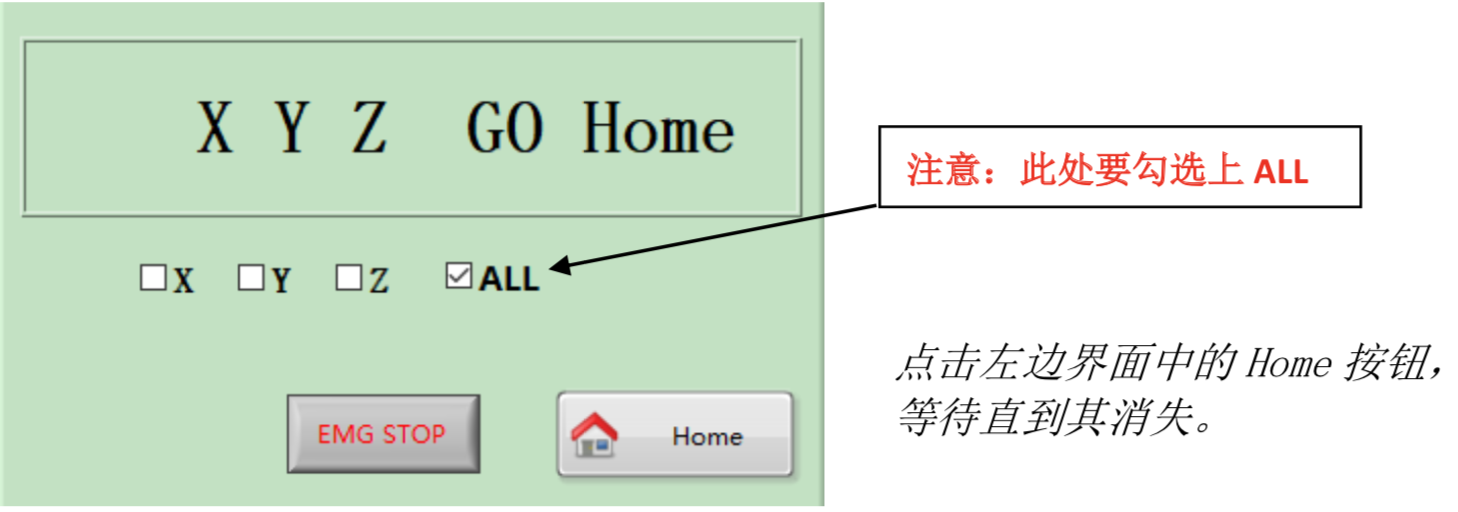 X Y Z GO Home
注意：此处要勾选上 ALL
X Y Z ALL
点击左边界面中的 Home 按钮，
等待直到其消失。
EMG STOP
Home